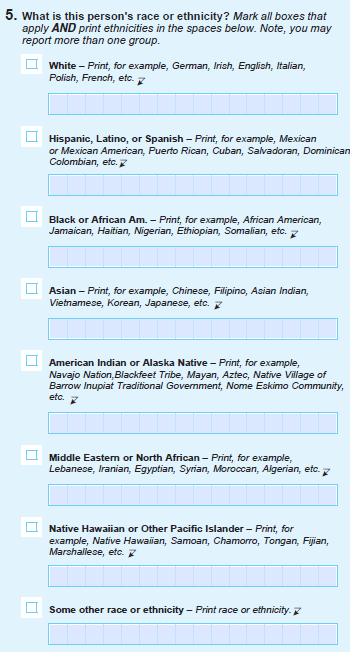 5. What is this person's race or ethnicity? Mark all boxes that
apply AND print ethnicities in the spaces below. Note, you may
report more than one group.
White – Print, for example, German, Irish, English, Italian,
Polish, French, etc.
Hispanic, Latino, or Spanish – Print, for example, Mexican
or Mexican American, Puerto Rican, Cuban, Salvadoran, Dominican
Colombian, etc.
Black or African Am. – Print, for example, African American,
Jamaican, Haitian, Nigerian, Ethiopian, Somalian, etc.
Asian – Print, for example, Chinese, Filipino, Asian Indian,
Vietnamese, Korean, Japanese, etc.
American Indian or Alaska Native – Print, for example,
Navajo Nation,Blackfeet Tribe, Mayan, Aztec, Native Village of
Barrow Inupiat Traditional Government, Nome Eskimo Community,
etc.
Middle Eastern or North African – Print, for example,
Lebanese, Iranian, Egyptian, Syrian, Moroccan, Algerian, etc.
Native Hawaiian or Other Pacific Islander – Print, for
example, Native Hawaiian, Samoan, Chamorro, Tongan, Fijian,
Marshallese, etc.
Some other race or ethnicity – Print race or ethnicity.